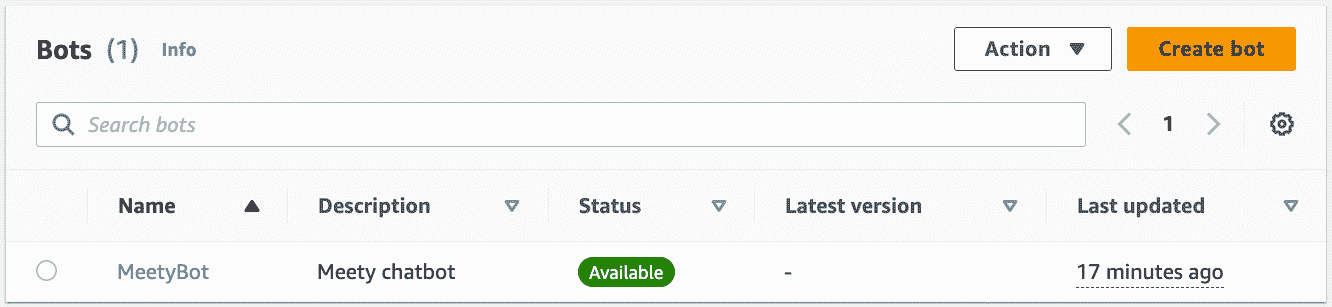 Bots (1) Info Action Create bot
Search bots 1
Name Description Status Latest version Last updated
MeetyBot Meety chatbot Available - 17 minutes ago